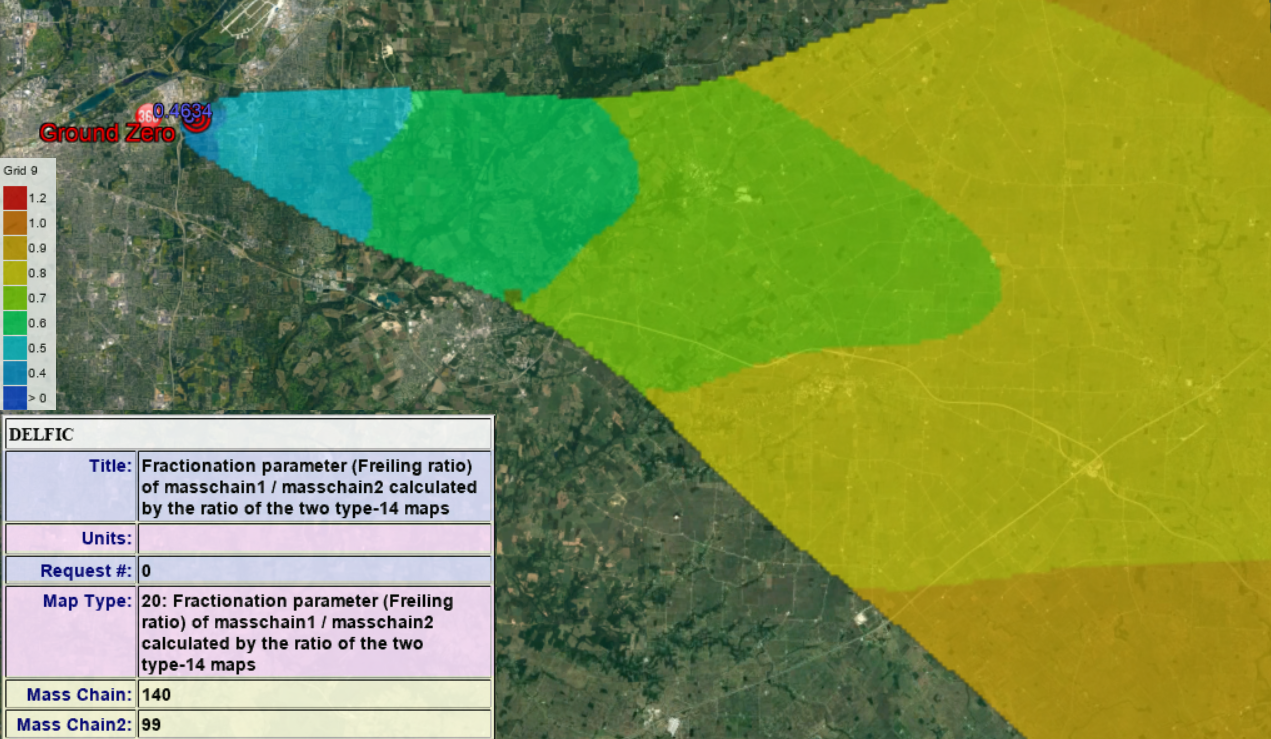 0.4634
Ground Zero
Grid 9
1.2
1.0
0.9
0.8
0.7
0.6
0.5
0.4
> 0
DELFIC
Title: Fractionation parameter (Freiling ratio)
of masschain1 / masschain2 calculated
by the ratio of the two type-14 maps
Units:
Request #: 0
Map Type: 20: Fractionation parameter (Freiling
ratio) of masschain1 / masschain2
calculated by the ratio of the two
type-14 maps
Mass Chain: 140
Mass Chain2: 99